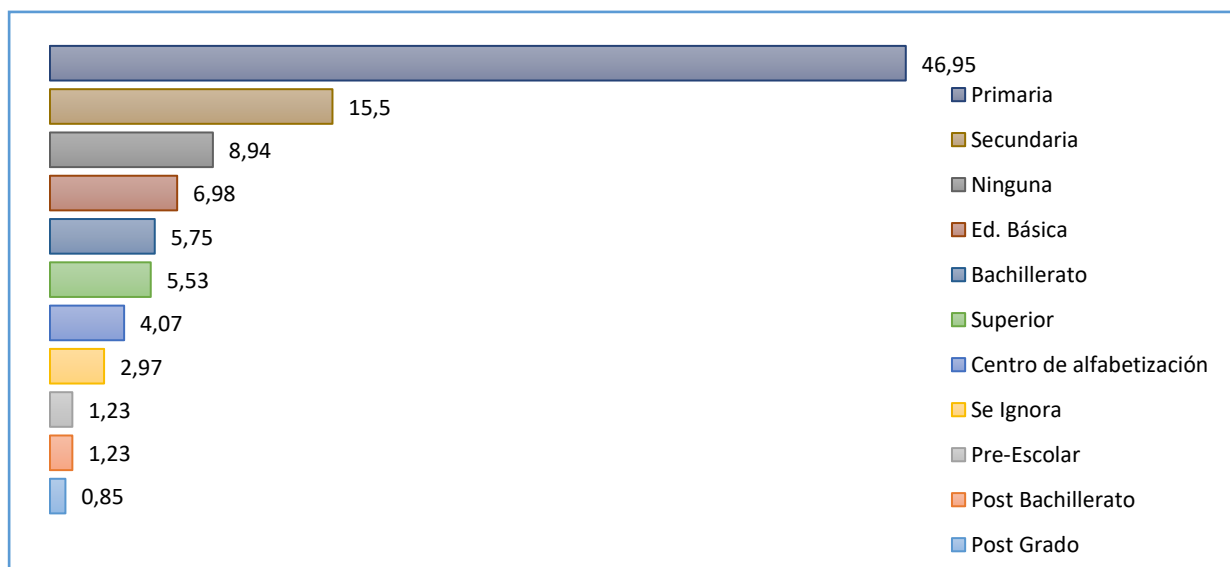 46,95
15,5
8,94
6,98
5,75
5,53
4,07
2,97
1,23
1,23
0,85
Primaria
Secundaria
Ninguna
Ed. Básica
Bachillerato
Superior
Centro de alfabetización
Se Ignora
Pre-Escolar
Post Bachillerato
Post Grado